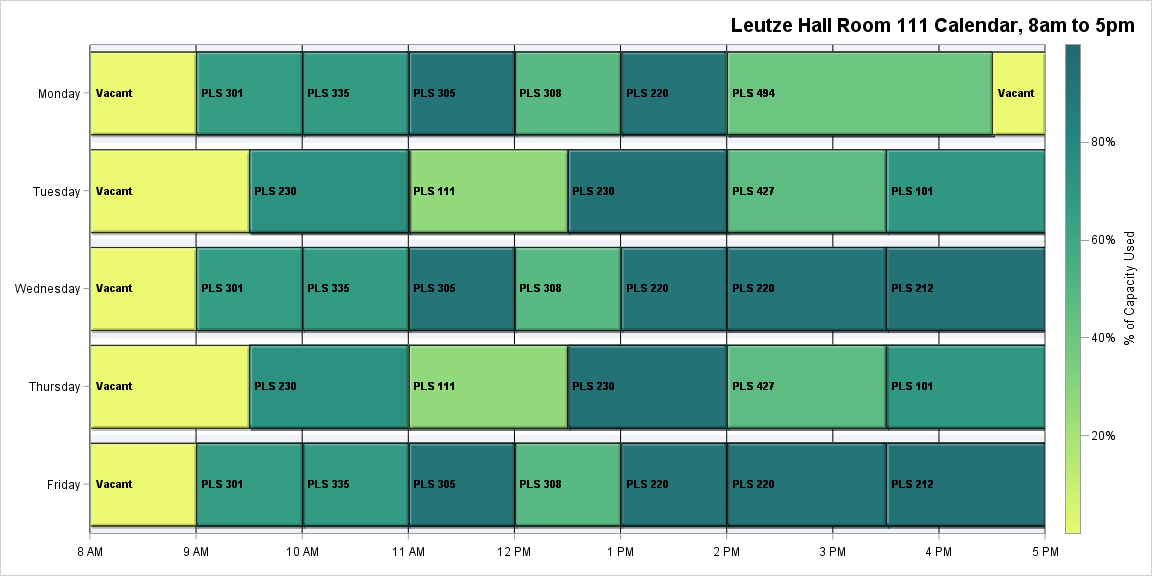 Leutze Hall Room 111 Calendar, 8am to 5pm
Monday
Vacant
PLS 301
PLS 335
PLS 305
PLS 308
PLS 220
PLS 494
Vacant
Tuesday
Vacant
PLS 230
PLS 111
PLS 230
PLS 427
PLS 101
Wednesday
Vacant
PLS 301
PLS 335
PLS 305
PLS 308
PLS 220
PLS 220
PLS 212
Thursday
Vacant
PLS 230
PLS 111
PLS 230
PLS 427
PLS 101
Friday
Vacant
PLS 301
PLS 335
PLS 305
PLS 308
PLS 220
PLS 220
PLS 212
8 AM
9 AM
10 AM
11 AM
12 PM
1 PM
2 PM
3 PM
4 PM
5 PM
80%
60%
40%
20%
% of Capacity Used